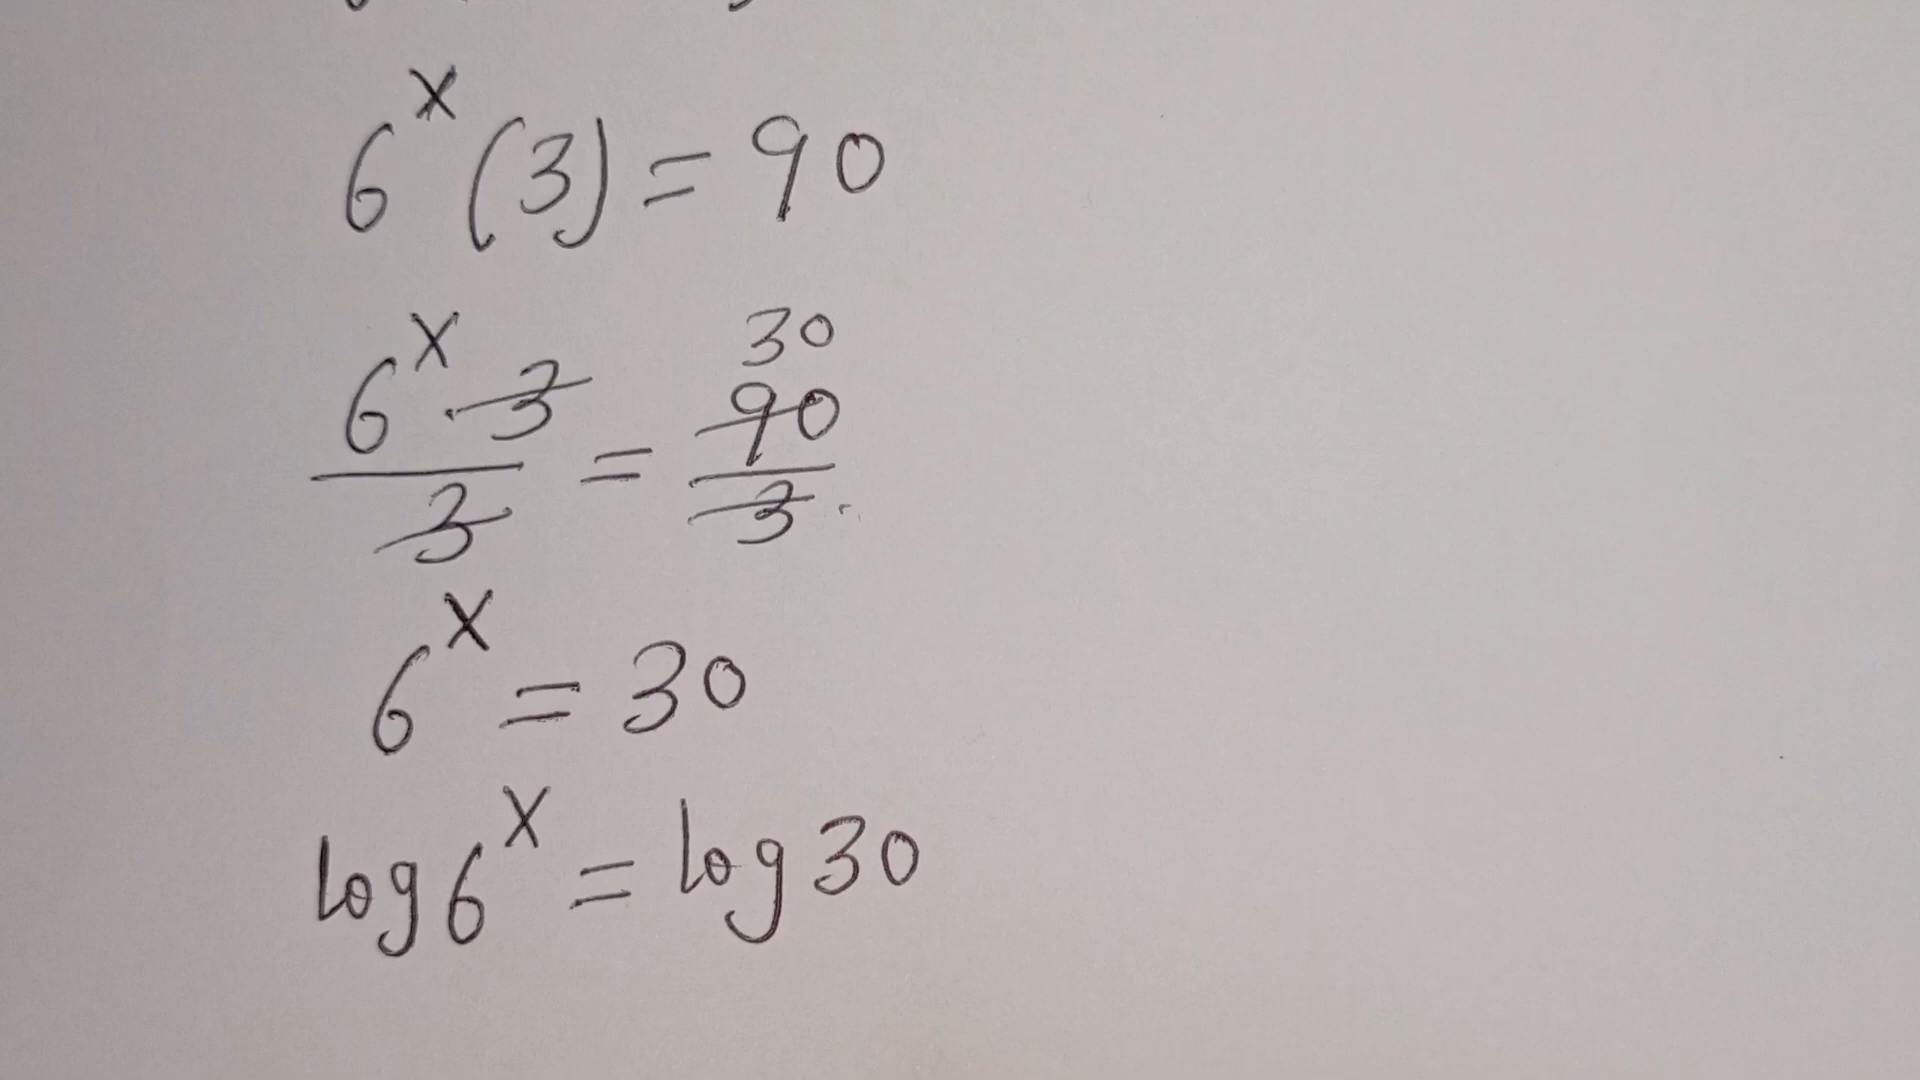 6^x (3) = 90
6^x · 3 / 3 = 30 90 / 3
6^x = 30
log 6^x = log 30